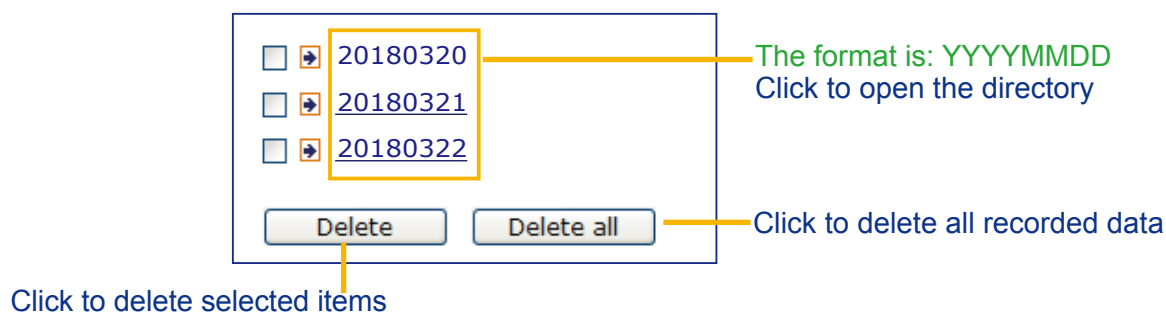 20180320
The format is: YYYYMMDD
Click to open the directory
20180321
20180322
Delete
Delete all
Click to delete all recorded data
Click to delete selected items